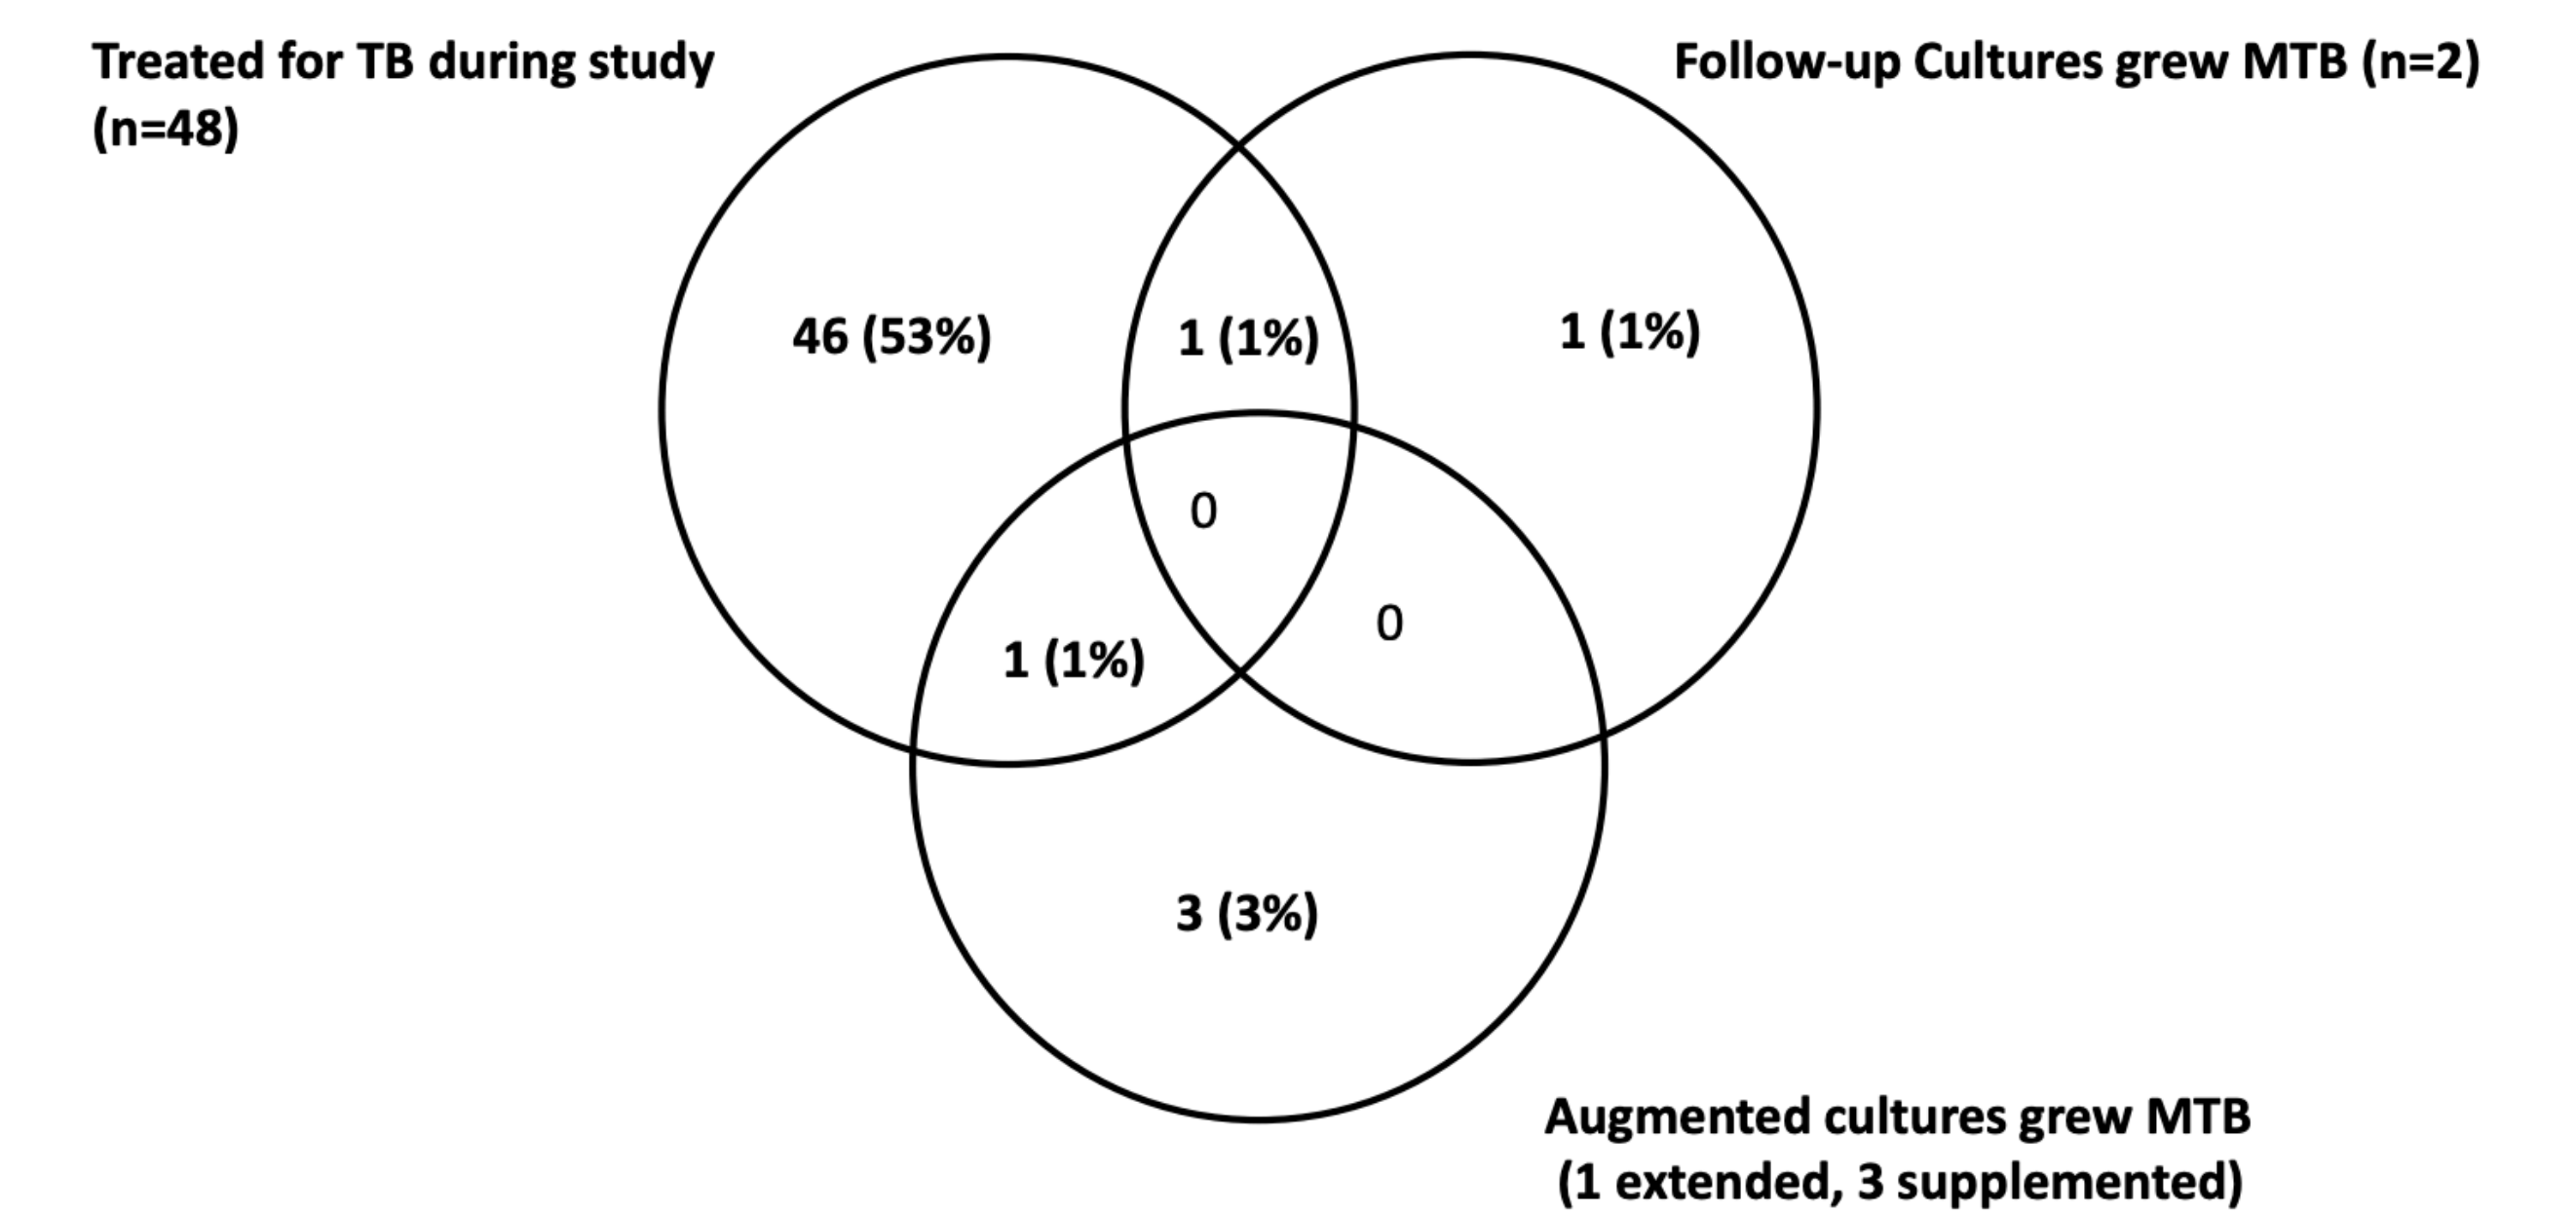 Treated for TB during study
(n=48)
Follow-up Cultures grew MTB (n=2)
46 (53%)
1 (1%)
1 (1%)
0
0
1 (1%)
3 (3%)
Augmented cultures grew MTB
(1 extended, 3 supplemented)